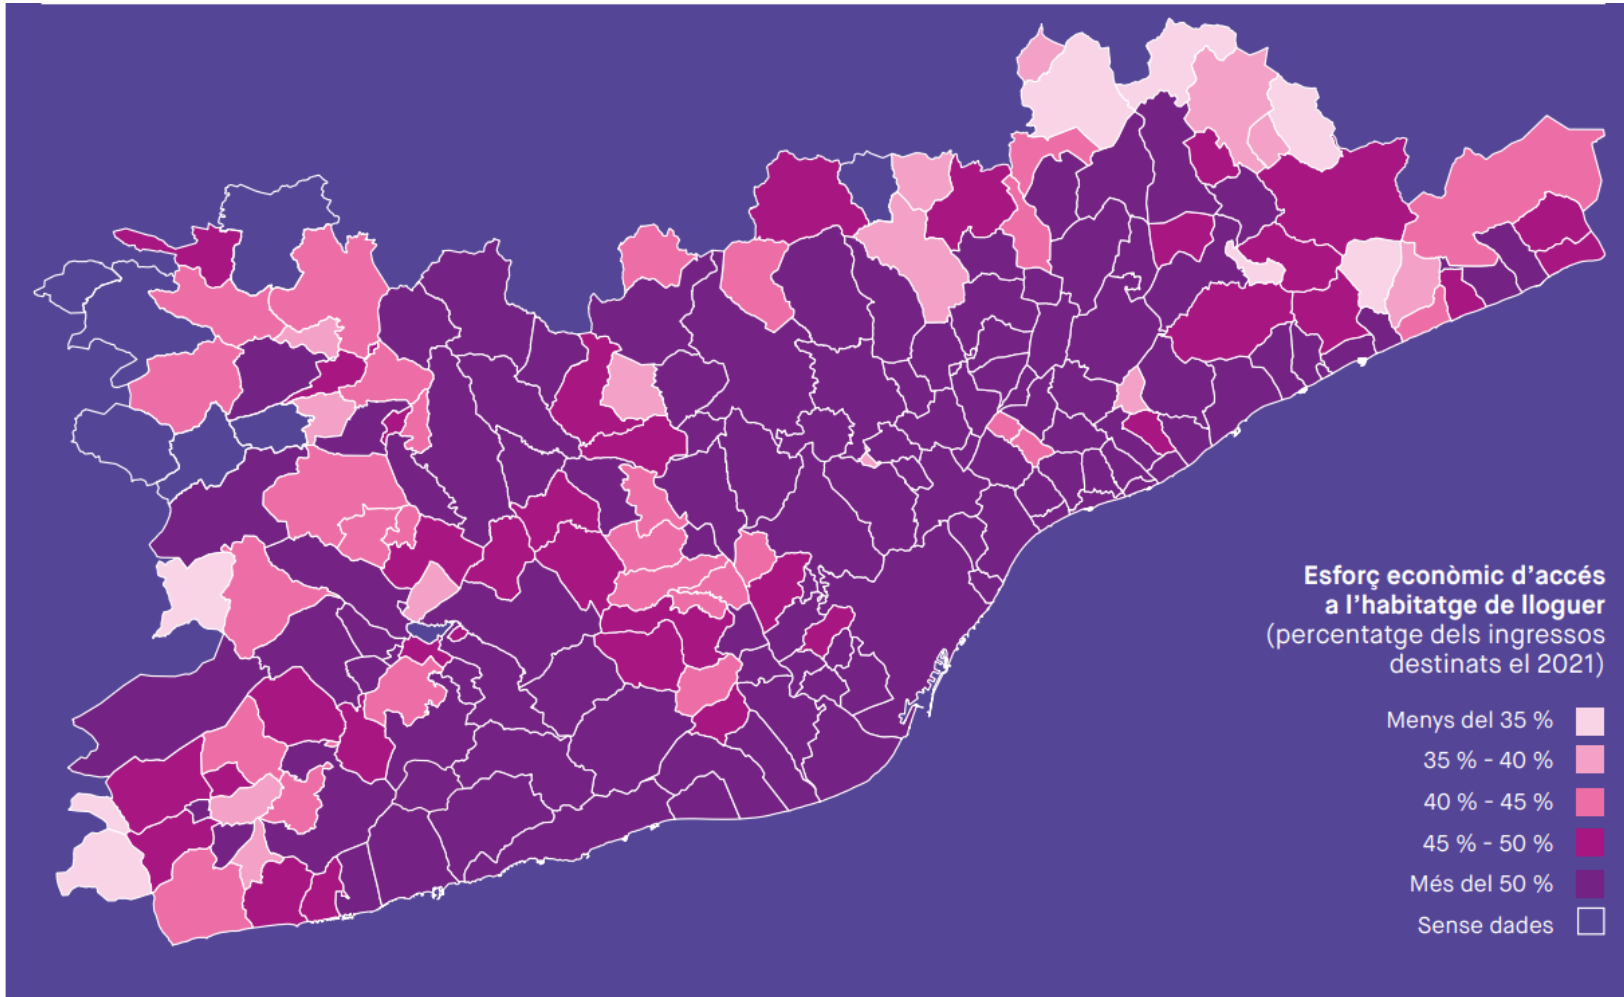 Esforç econòmic d’accés
a l’habitatge de lloguer
(percentatge dels ingressos
destinats el 2021)
Menys del 35 %
35 % - 40 %
40 % - 45 %
45 % - 50 %
Més del 50 %
Sense dades